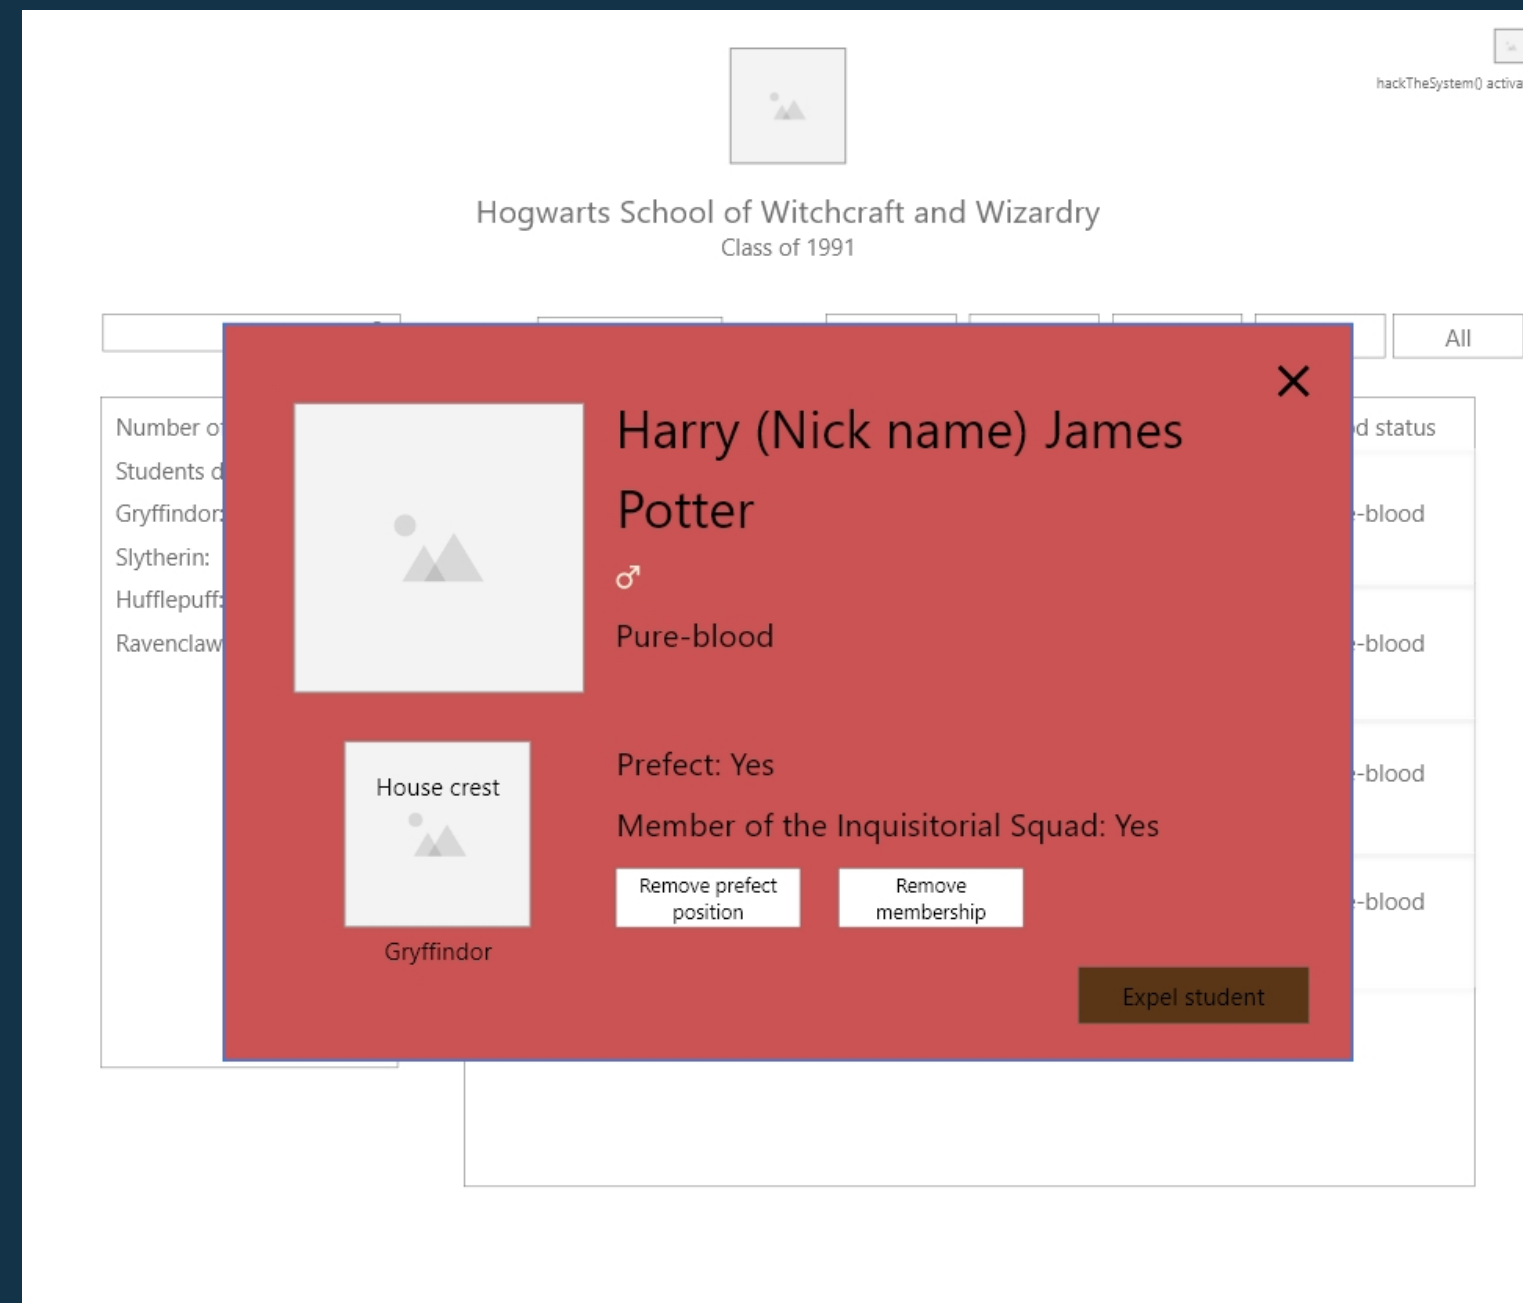 hackTheSystem()
Hogwarts School of Witchcraft and Wizardry
Class of 1991
All
Number
Students
Gryffindor:
Slytherin:
Hufflepuff:
Ravenclaw
status
-blood
-blood
-blood
-blood
Harry (Nick name) James
Potter
♂
Pure-blood
House crest
Gryffindor
Prefect: Yes
Member of the Inquisitorial Squad: Yes
Remove prefect
position
Remove
membership
Expel student